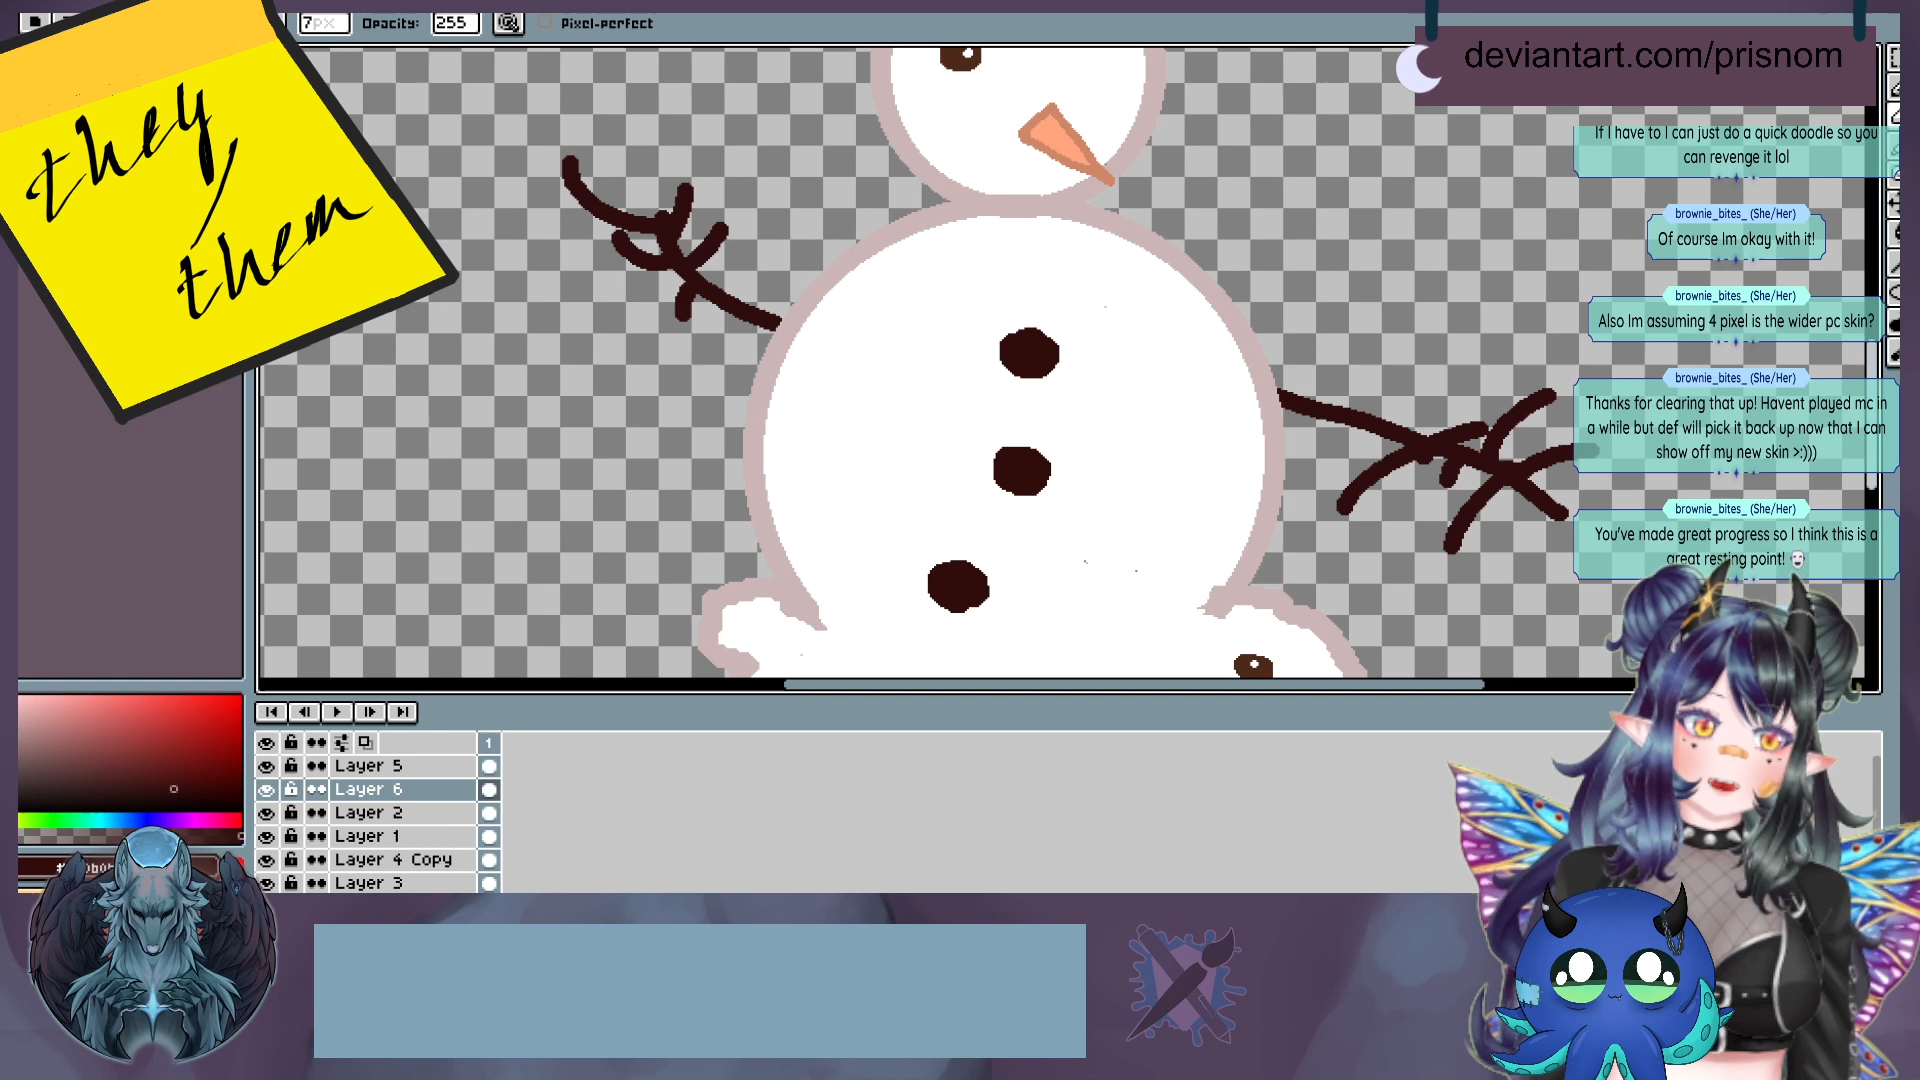 7px Opacity: 255 Pixel-perfect
deviantart.com/prisnom
they/
them
If I have to I can just do a quick doodle so you
can revenge it lol
brownie_bites_ (She/Her)
Of course Im okay with it!
brownie_bites_ (She/Her)
Also Im assuming 4 pixel is the wider pc skin?
brownie_bites_ (She/Her)
Thanks for clearing that up! Havent played mc in
a while but def will pick it back up now that I can
show off my new skin >:)))
brownie_bites_ (She/Her)
You've made great progress so I think this is a
great resting point!
1
Layer 5
Layer 6
Layer 2
Layer 1
Layer 4 Copy
Layer 3